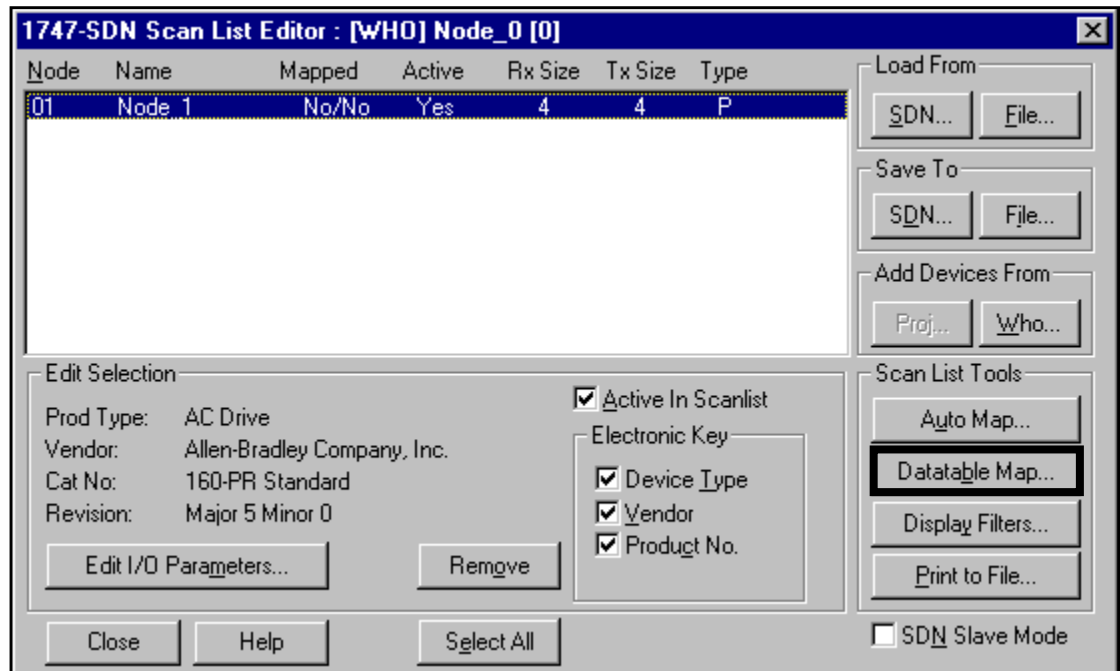 1747-SDN Scan List Editor : [WHO] Node_0 [0]
Node Name Mapped Active Rx Size Tx Size Type
01 Node_1 No/No Yes 4 4 P
Load From
SDN... File...
Save To
SDN... File...
Add Devices From
Proj... Who...
Edit Selection
Prod Type: AC Drive
Vendor: Allen-Bradley Company, Inc.
Cat No: 160-PR Standard
Revision: Major 5 Minor 0
Edit I/O Parameters... Remove
Active In Scanlist
Electronic Key
Device Type
Vendor
Product No.
Scan List Tools
Auto Map...
Datatable Map...
Display Filters...
Print to File...
Close Help Select All
SDN Slave Mode